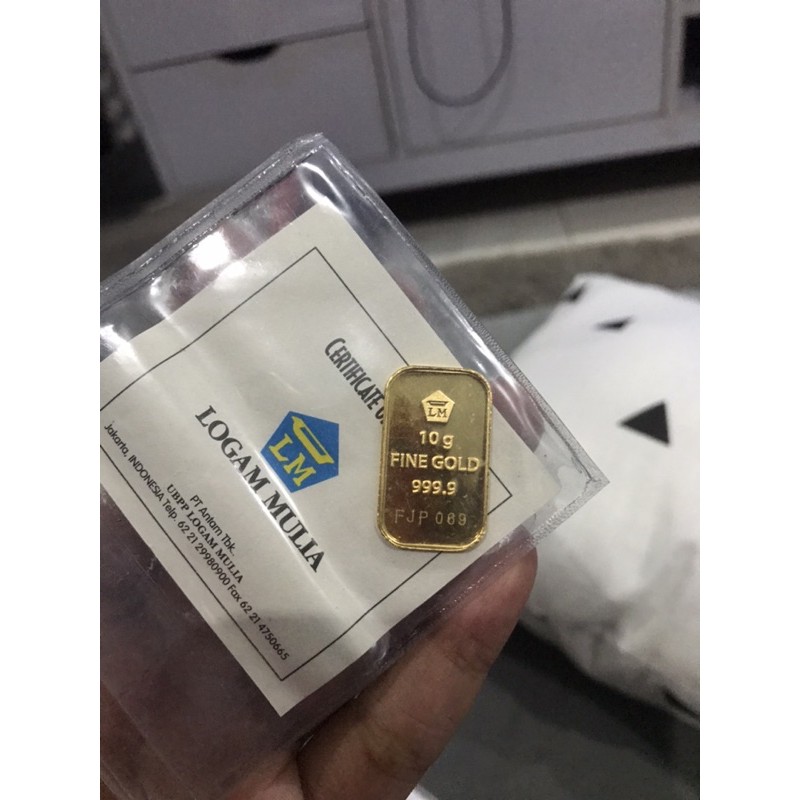 CERTIFICATE
LM
LOGAM MULIA
PT Antam Tbk.
UBPP LOGAM MULIA
Jakarta, INDONESIA Telp. 62 21 29980900 Fax 62 21 4750665
LM
10 g
FINE GOLD
999.9
FJP 069